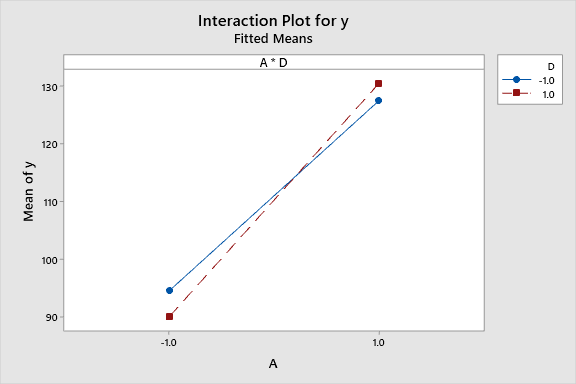 Interaction Plot for y
Fitted Means
A * D
D
-1.0
1.0
130
120
110
100
90
Mean of y
-1.0 1.0
A